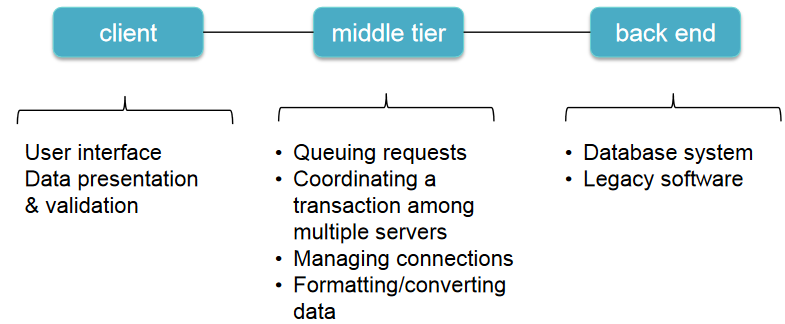 client
middle tier
back end
User interface
Data presentation
& validation
• Queuing requests
• Coordinating a
transaction among
multiple servers
• Managing connections
• Formatting/converting
data
• Database system
• Legacy software